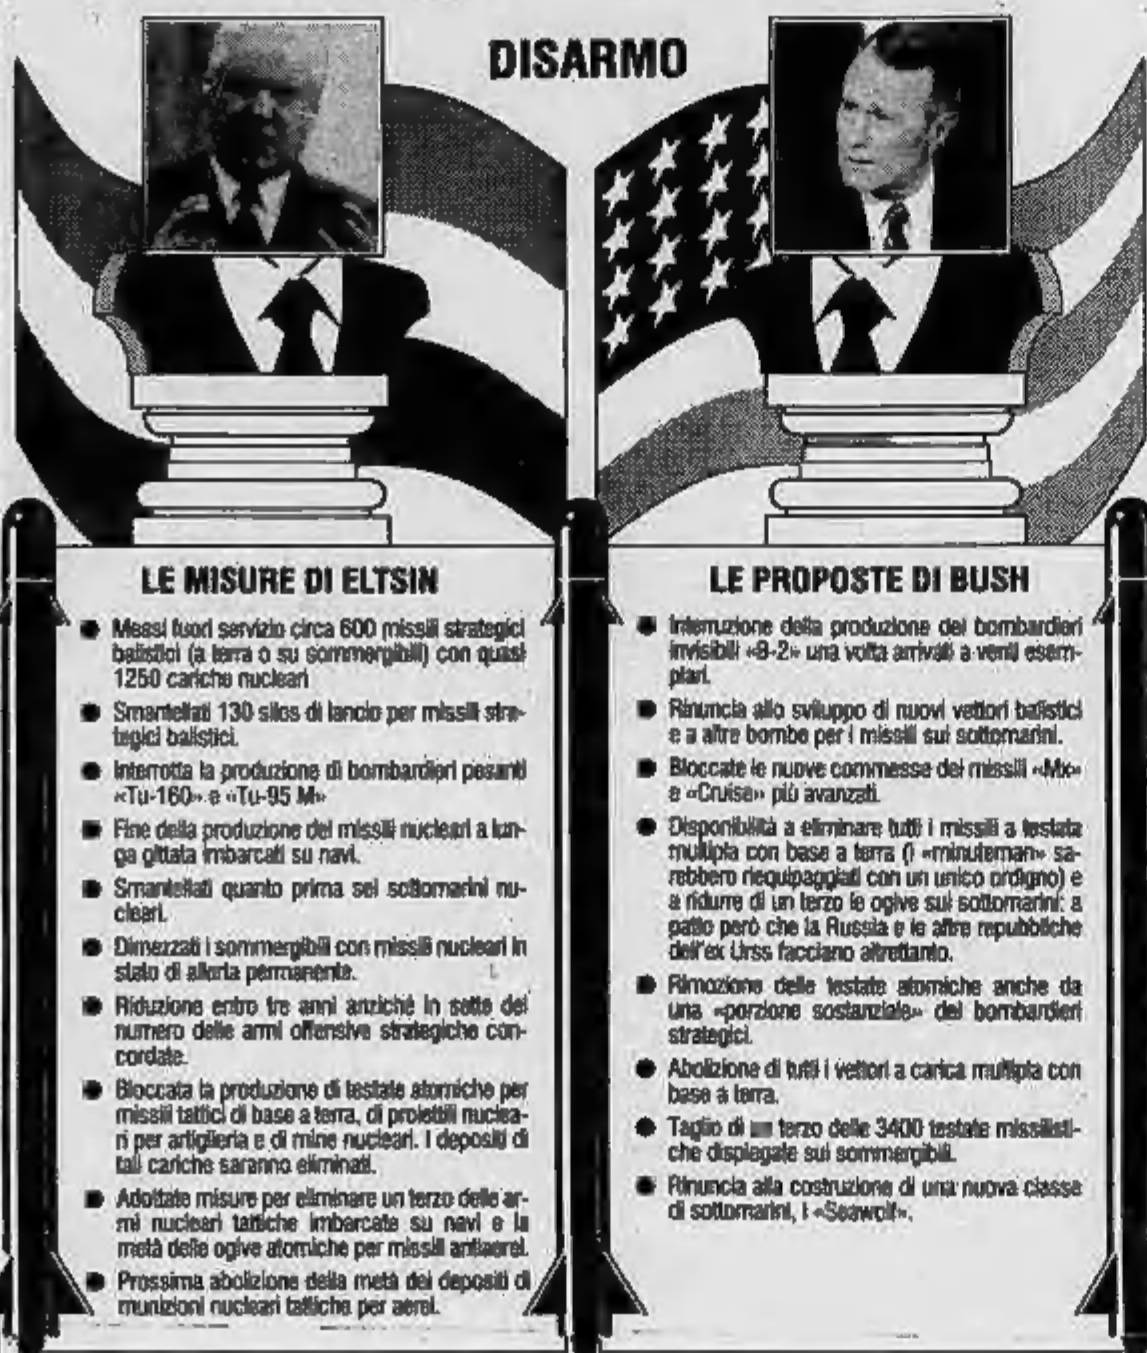 DISARMO
LE MISURE DI ELTSIN
● Messi fuori servizio circa 600 missili strategici
balistici (a terra o su sommergibili) con quasi
1250 cariche nucleari
● Smantellati 130 silos di lancio per missili stra-
tegici balistici.
● Interrotta la produzione di bombardieri pesanti
«Tu-160» e «Tu-95 M»
● Fine della produzione dei missili nucleari a lun-
ga gittata imbarcati su navi.
● Smantellati quanto prima sei sottomarini nu-
cleari.
● Dimezzati i sommergibili con missili nucleari in
stato di allerta permanente.
● Riduzione entro tre anni anziché in sette del
numero delle armi offensive strategiche con-
cordate.
● Bloccata la produzione di testate atomiche per
missili tattici di base a terra, di proiettili nuclea-
ri per artiglieria e di mine nucleari. I depositi di
tali cariche saranno eliminati.
● Adottate misure per eliminare un terzo delle ar-
mi nucleari tattiche imbarcate su navi e la
metà delle ogive atomiche per missili antiaerei.
● Prossima abolizione della metà dei depositi di
munizioni nucleari tattiche per aerei.
LE PROPOSTE DI BUSH
● Interruzione della produzione dei bombardieri
invisibili «B-2» una volta arrivati a venti esem-
plari.
● Rinuncia allo sviluppo di nuovi vettori balistici
e a altre bombe per i missili sui sottomarini.
● Bloccate le nuove commesse dei missili «Mx»
e «Cruise» più avanzati.
● Disponibilità a eliminare tutti i missili a testata
multipla con base a terra (i «minuteman» sa-
rebbero riequipaggiati con un unico ordigno) e
a ridurre di un terzo le ogive sui sottomarini: a
patto però che la Russia e le altre repubbliche
dell'ex Urss facciano altrettanto.
● Rimozione delle testate atomiche anche da
una «porzione sostanziale» dei bombardieri
strategici.
● Abolizione di tutti i vettori a carica multipla con
base a terra.
● Taglio di un terzo delle 3400 testate missilisti-
che displegate sui sommergibili.
● Rinuncia alla costruzione di una nuova classe
di sottomarini, i «Seawolf».